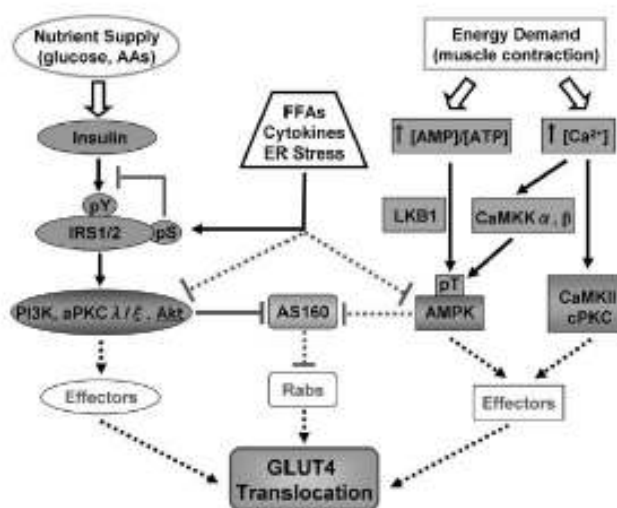 Nutrient Supply
(glucose, AAs)
Energy Demand
(muscle contraction)
FFAs
Cytokines
ER Stress
Insulin
↑ [AMP]/[ATP]
↑ [Ca²⁺]
pY
IRS1/2
pS
LKB1
CaMKK α, β
PI3K, aPKC λ/ξ, Akt
AS160
pT
AMPK
CaMKII
cPKC
Effectors
Rabs
Effectors
GLUT4
Translocation